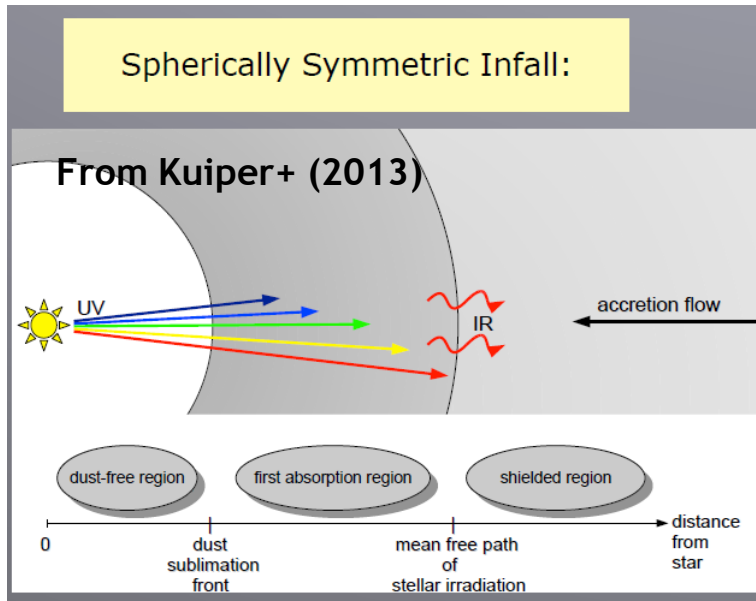 Spherically Symmetric Infall:
From Kuiper+ (2013)
UV
IR
accretion flow
dust-free region
first absorption region
shielded region
0
dust
sublimation
front
mean free path
of
stellar irradiation
distance
from
star